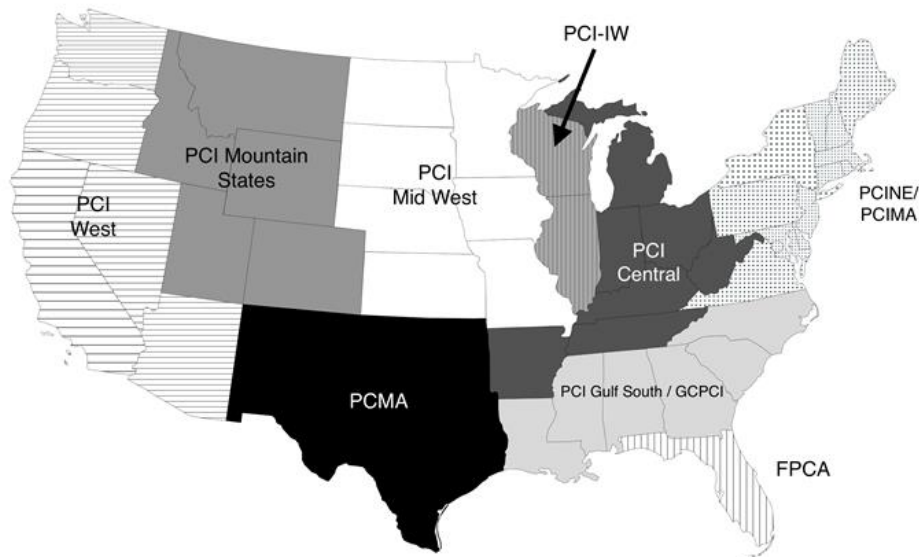 PCI-IW
PCI Mountain
States
PCI
Mid West
PCI
West
PCINE/
PCIMA
PCI
Central
PCMA
PCI Gulf South / GCPCI
FPCA